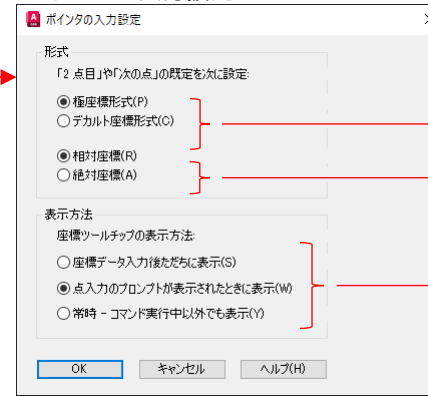 ポインタの入力設定
形式
「2 点目」や「次の点」の既定を次に設定:
極座標形式(P)
デカルト座標形式(C)
相対座標(R)
絶対座標(A)
表示方法
座標ツールチップの表示方法:
座標データ入力後ただちに表示(S)
点入力のプロンプトが表示されたときに表示(W)
常時 - コマンド実行中以外でも表示(Y)
OK キャンセル ヘルプ(H)